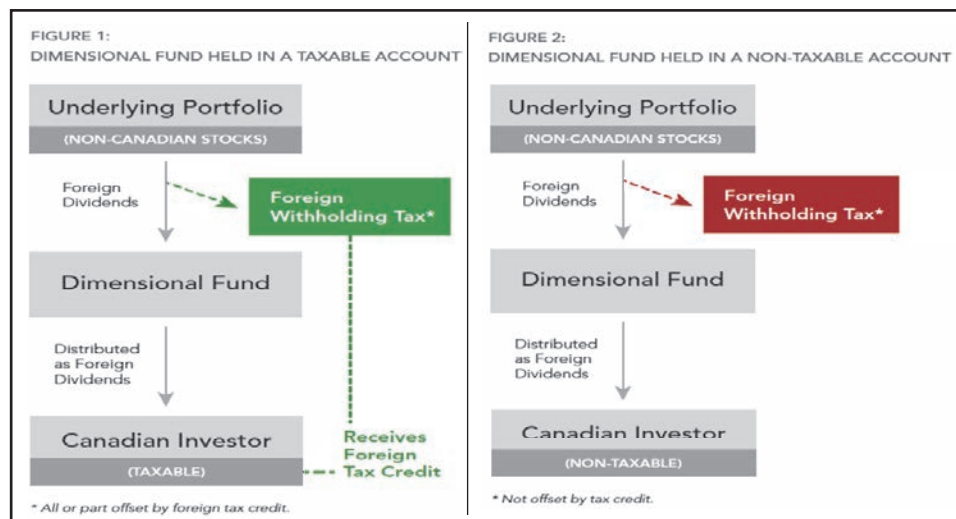 FIGURE 1:
DIMENSIONAL FUND HELD IN A TAXABLE ACCOUNT
Underlying Portfolio
(NON-CANADIAN STOCKS)
Foreign
Dividends
Foreign
Withholding Tax*
Dimensional Fund
Distributed
as Foreign
Dividends
Canadian Investor
(TAXABLE)
Receives
Foreign
Tax Credit
* All or part offset by foreign tax credit.
FIGURE 2:
DIMENSIONAL FUND HELD IN A NON-TAXABLE ACCOUNT
Underlying Portfolio
(NON-CANADIAN STOCKS)
Foreign
Dividends
Foreign
Withholding Tax*
Dimensional Fund
Distributed
as Foreign
Dividends
Canadian Investor
(NON-TAXABLE)
* Not offset by tax credit.